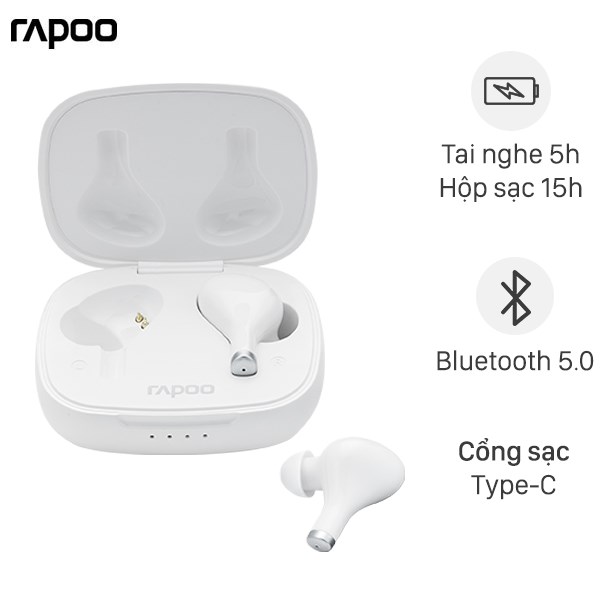 rapoo
Tai nghe 5h
Hộp sạc 15h
Bluetooth 5.0
rapoo
Cổng sạc
Type-C